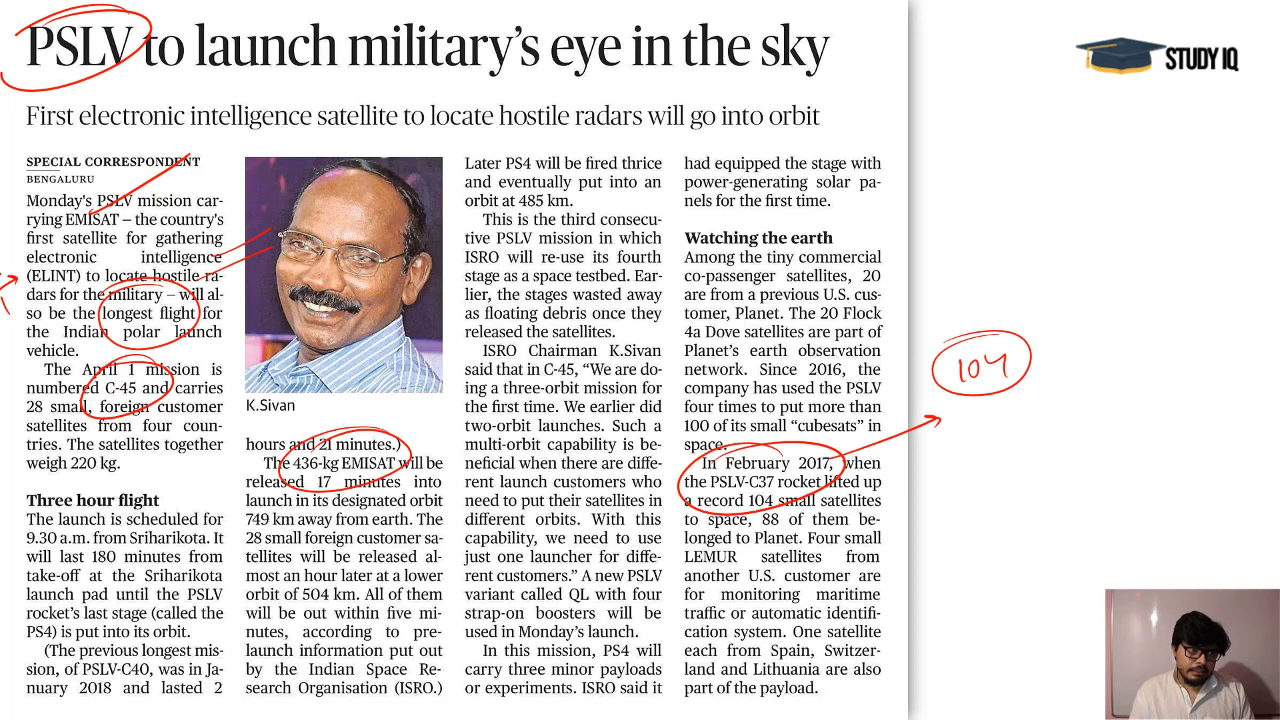 PSLV to launch military's eye in the sky
First electronic intelligence satellite to locate hostile radars will go into orbit
SPECIAL CORRESPONDENT
BENGALURU
Monday's PSLV mission car-
rying EMISAT – the country's
first satellite for gathering
electronic intelligence
(ELINT) to locate hostile ra-
dars for the military – will al-
so be the longest flight for
the Indian polar launch
vehicle.
The April 1 mission is
numbered C-45 and carries
28 small, foreign customer
satellites from four coun-
tries. The satellites together
weigh 220 kg.
Three hour flight
The launch is scheduled for
9.30 a.m. from Sriharikota. It
will last 180 minutes from
take-off at the Sriharikota
launch pad until the PSLV
rocket's last stage (called the
PS4) is put into its orbit.
(The previous longest mis-
sion, of PSLV-C40, was in Ja-
nuary 2018 and lasted 2
K.Sivan
hours and 21 minutes.)
The 436-kg EMISAT will be
released 17 minutes into
launch in its designated orbit
749 km away from earth. The
28 small foreign customer sa-
tellites will be released al-
most an hour later at a lower
orbit of 504 km. All of them
will be out within five mi-
nutes, according to pre-
launch information put out
by the Indian Space Re-
search Organisation (ISRO.)
Later PS4 will be fired thrice
and eventually put into an
orbit at 485 km.
This is the third consecu-
tive PSLV mission in which
ISRO will re-use its fourth
stage as a space testbed. Ear-
lier, the stages wasted away
as floating debris once they
released the satellites.
ISRO Chairman K.Sivan
said that in C-45, “We are do-
ing a three-orbit mission for
the first time. We earlier did
two-orbit launches. Such a
multi-orbit capability is be-
neficial when there are diffe-
rent launch customers who
need to put their satellites in
different orbits. With this
capability, we need to use
just one launcher for diffe-
rent customers.” A new PSLV
variant called QL with four
strap-on boosters will be
used in Monday's launch.
In this mission, PS4 will
carry three minor payloads
or experiments. ISRO said it
had equipped the stage with
power-generating solar pa-
nels for the first time.
Watching the earth
Among the tiny commercial
co-passenger satellites, 20
are from a previous U.S. cus-
tomer, Planet. The 20 Flock
4a Dove satellites are part of
Planet's earth observation
network. Since 2016, the
company has used the PSLV
four times to put more than
100 of its small “cubesats” in
space.
In February 2017, when
the PSLV-C37 rocket lifted up
a record 104 small satellites
to space, 88 of them be-
longed to Planet. Four small
LEMUR satellites from
another U.S. customer are
for monitoring maritime
traffic or automatic identifi-
cation system. One satellite
each from Spain, Switzer-
land and Lithuania are also
part of the payload.
104
STUDY IQ